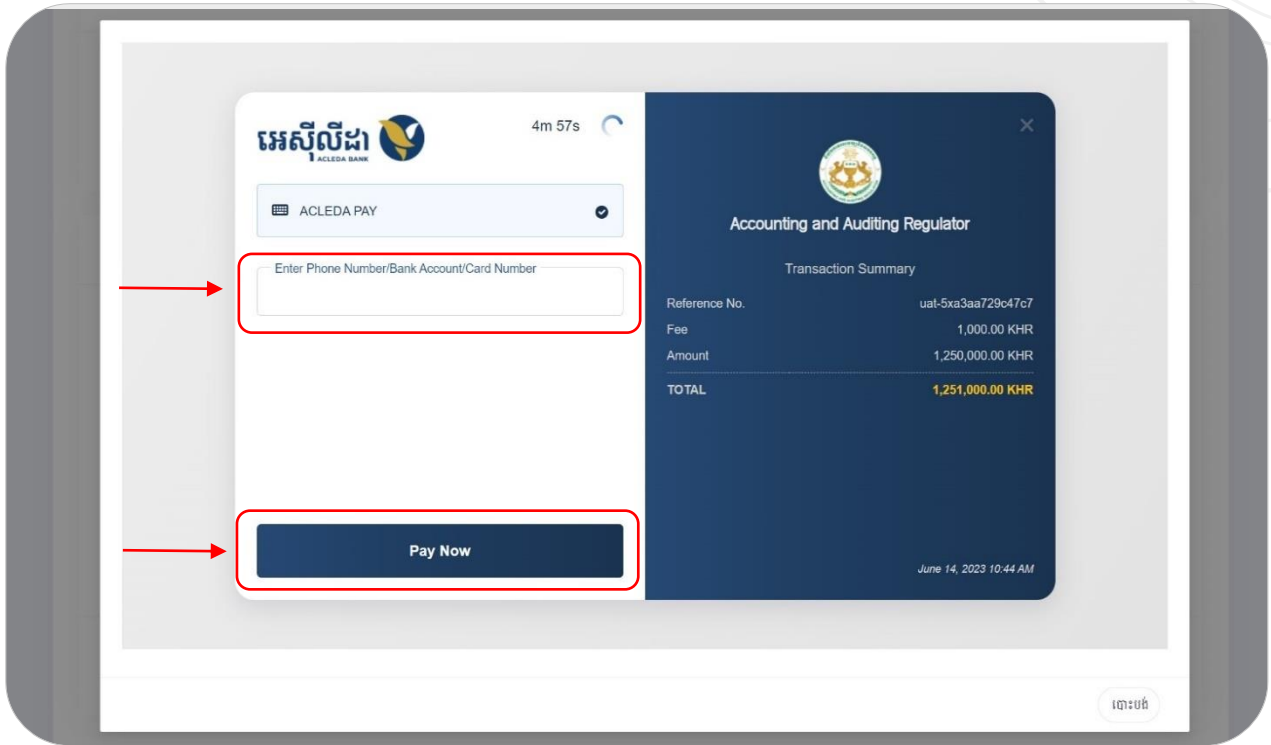 អេស៊ីលីដា
ACLEDA BANK
4m 57s
ACLEDA PAY
Enter Phone Number/Bank Account/Card Number
Pay Now
Accounting and Auditing Regulator
Transaction Summary
Reference No. uat-5xa3aa729c47c7
Fee 1,000.00 KHR
Amount 1,250,000.00 KHR
TOTAL 1,251,000.00 KHR
June 14, 2023 10:44 AM
បោះបង់